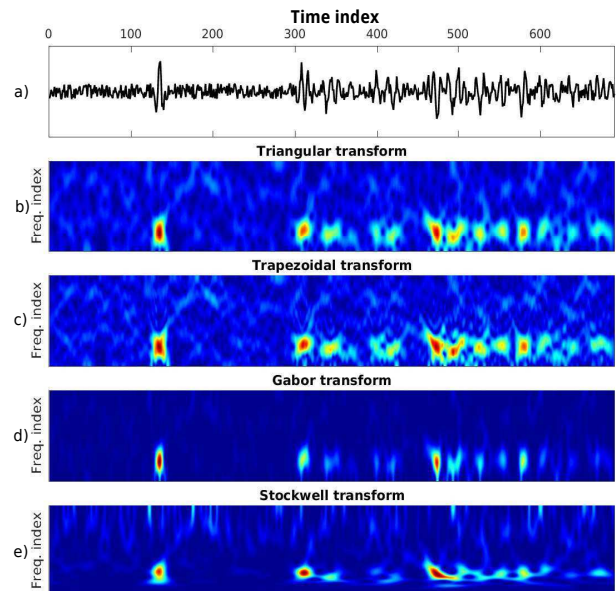 Time index
0 100 200 300 400 500 600
a)
Triangular transform
b) Freq. index
Trapezoidal transform
c) Freq. index
Gabor transform
d) Freq. index
Stockwell transform
e) Freq. index